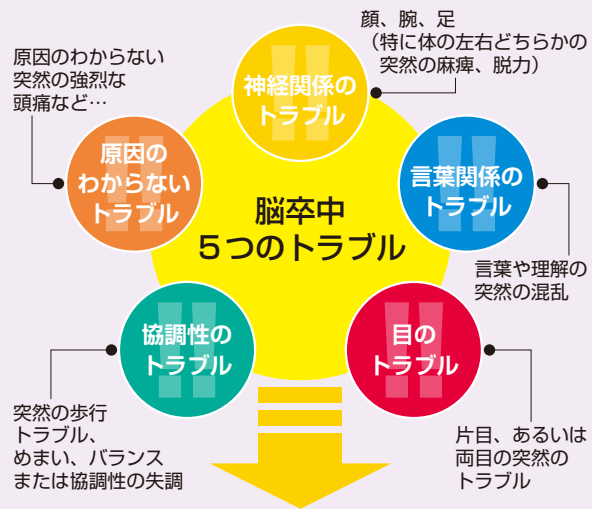 顔、腕、足
（特に体の左右どちらかの
突然の麻痺、脱力）
原因のわからない
突然の強烈な
頭痛など…
神経関係の
トラブル
原因の
わからない
トラブル
言葉関係の
トラブル
脳卒中
５つのトラブル
言葉や理解の
突然の混乱
協調性の
トラブル
目の
トラブル
突然の歩行
トラブル、
めまい、バランス
または協調性の失調
片目、あるいは
両目の突然の
トラブル